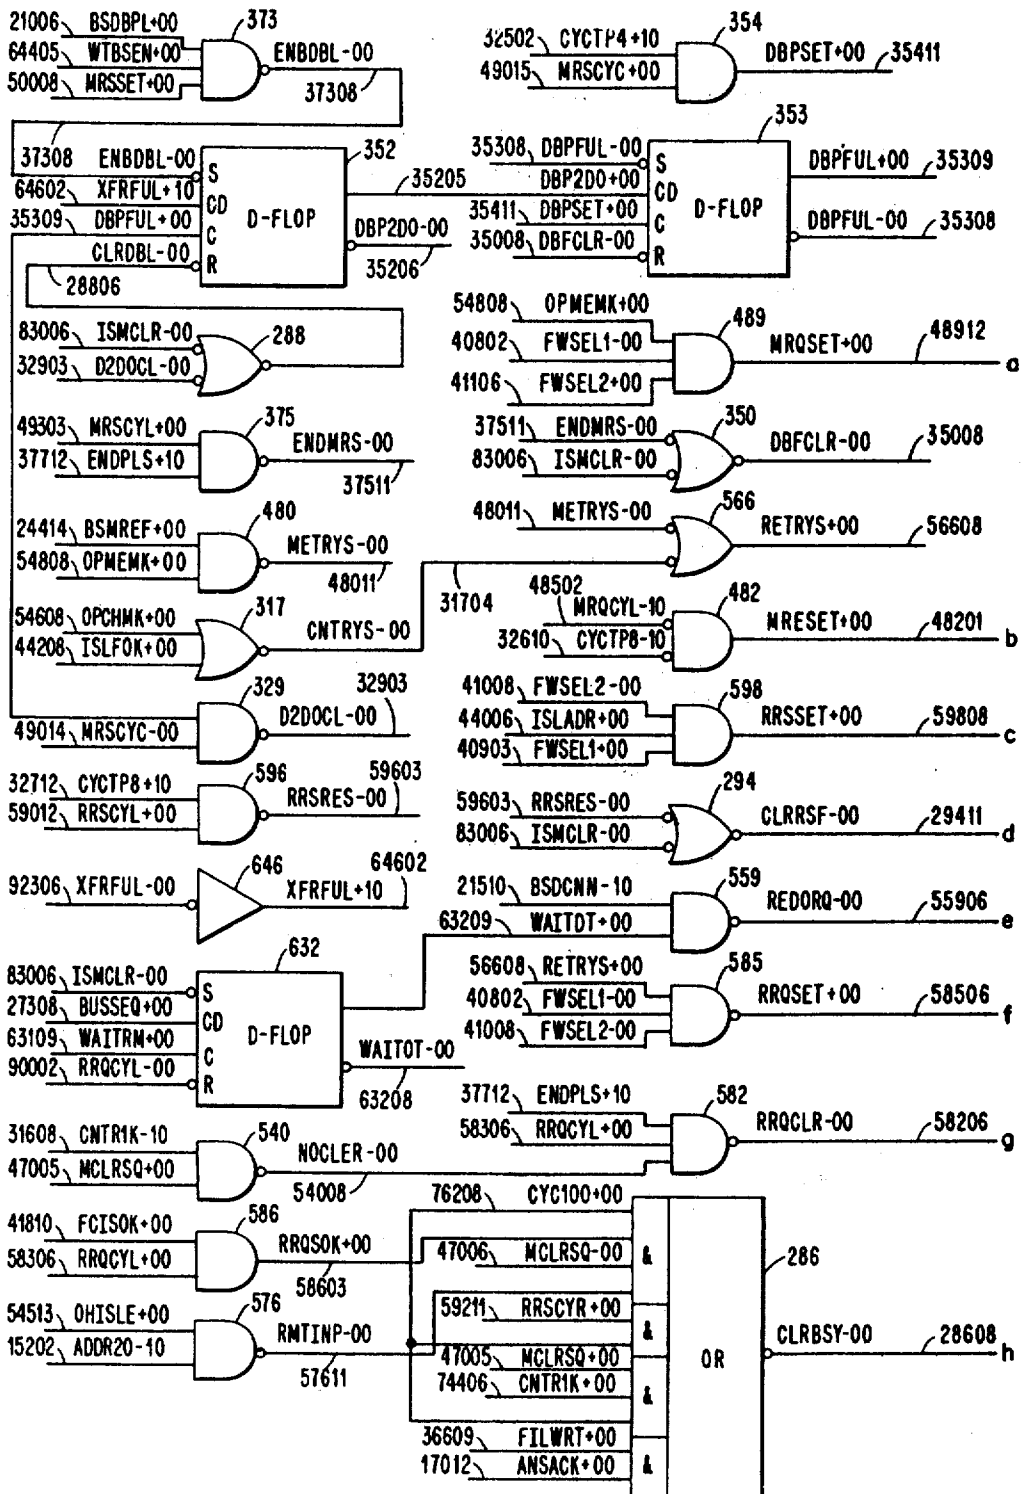 21006 BSDBPL+00 373
64405 WTBSEN+00 ENBDBL-00
50008 MRSSET+00 37308
32502 CYCTP4+10 354
49015 MRSCYC+00 DBPSET+00 35411
37308 ENBDBL-00 S 352
64602 XFRFUL+10 CD
35309 DBPFUL+00 C D-FLOP
CLRDBL-00 R
28806
35205
DBP2DO-00
35206
35308 DBPFUL-00 S 353
DBP2DO+00 CD
35411 DBPSET+00 C D-FLOP
35008 DBFCLR-00 R
DBPFUL+00 35309
DBPFUL-00 35308
83006 ISMCLR-00 288
32903 D2DOCL-00
54808 OPMEMK+00 489
40802 FWSEL1-00 MRQSET+00 48912 a
41106 FWSEL2+00
49303 MRSCYL+00 375
37712 ENDPLS+10 ENDMRS-00
37511
37511 ENDMRS-00 350
83006 ISMCLR-00 DBFCLR-00 35008
24414 BSMREF+00 480
54808 OPMEMK+00 METRYS-00
48011
48011 METRYS-00 566
RETRYS+00 56608
31704
54608 OPCHMK+00 317
44208 ISLFOK+00 CNTRYS-00
48502 MRQCYL-10 482
32610 CYCTP8-10 MRESET+00 48201 b
329 32903
49014 MRSCYC-00 D2DOCL-00
41008 FWSEL2-00 598
44006 ISLADR+00 RRSSET+00 59808 c
40903 FWSEL1+00
32712 CYCTP8+10 596 59603
59012 RRSCYL+00 RRSRES-00
59603 RRSRES-00 294
83006 ISMCLR-00 CLRRSF-00 29411 d
92306 XFRFUL-00 646 XFRFUL+10 64602
21510 BSDCNN-10 559
63209 WAITDT+00 REDORQ-00 55906 e
83006 ISMCLR-00 S 632
27308 BUSSEQ+00 CD
63109 WAITRM+00 C D-FLOP
90002 RRQCYL-00 R
WAITOT-00
63208
56608 RETRYS+00 585
40802 FWSEL1-00 RRQSET+00 58506 f
41008 FWSEL2-00
37712 ENDPLS+10 582
58306 RRQCYL+00 RRQCLR-00 58206 g
31608 CNTR1K-10 540
47005 MCLRSQ+00 NOCLER-00
54008
41810 FCISOK+00 586
58306 RRQCYL+00 RRQSOK+00
58603
54513 OHISLE+00 576
15202 ADDR20-10 RMTINP-00
57611
76208 CYC100+00
47006 MCLRSQ-00 & 286
59211 RRSCYR+00 &
47005 MCLRSQ+00
74406 CNTR1K+00 &
36609 FILWRT+00
17012 ANSACK+00 &
OR
CLRBSY-00 28608 h